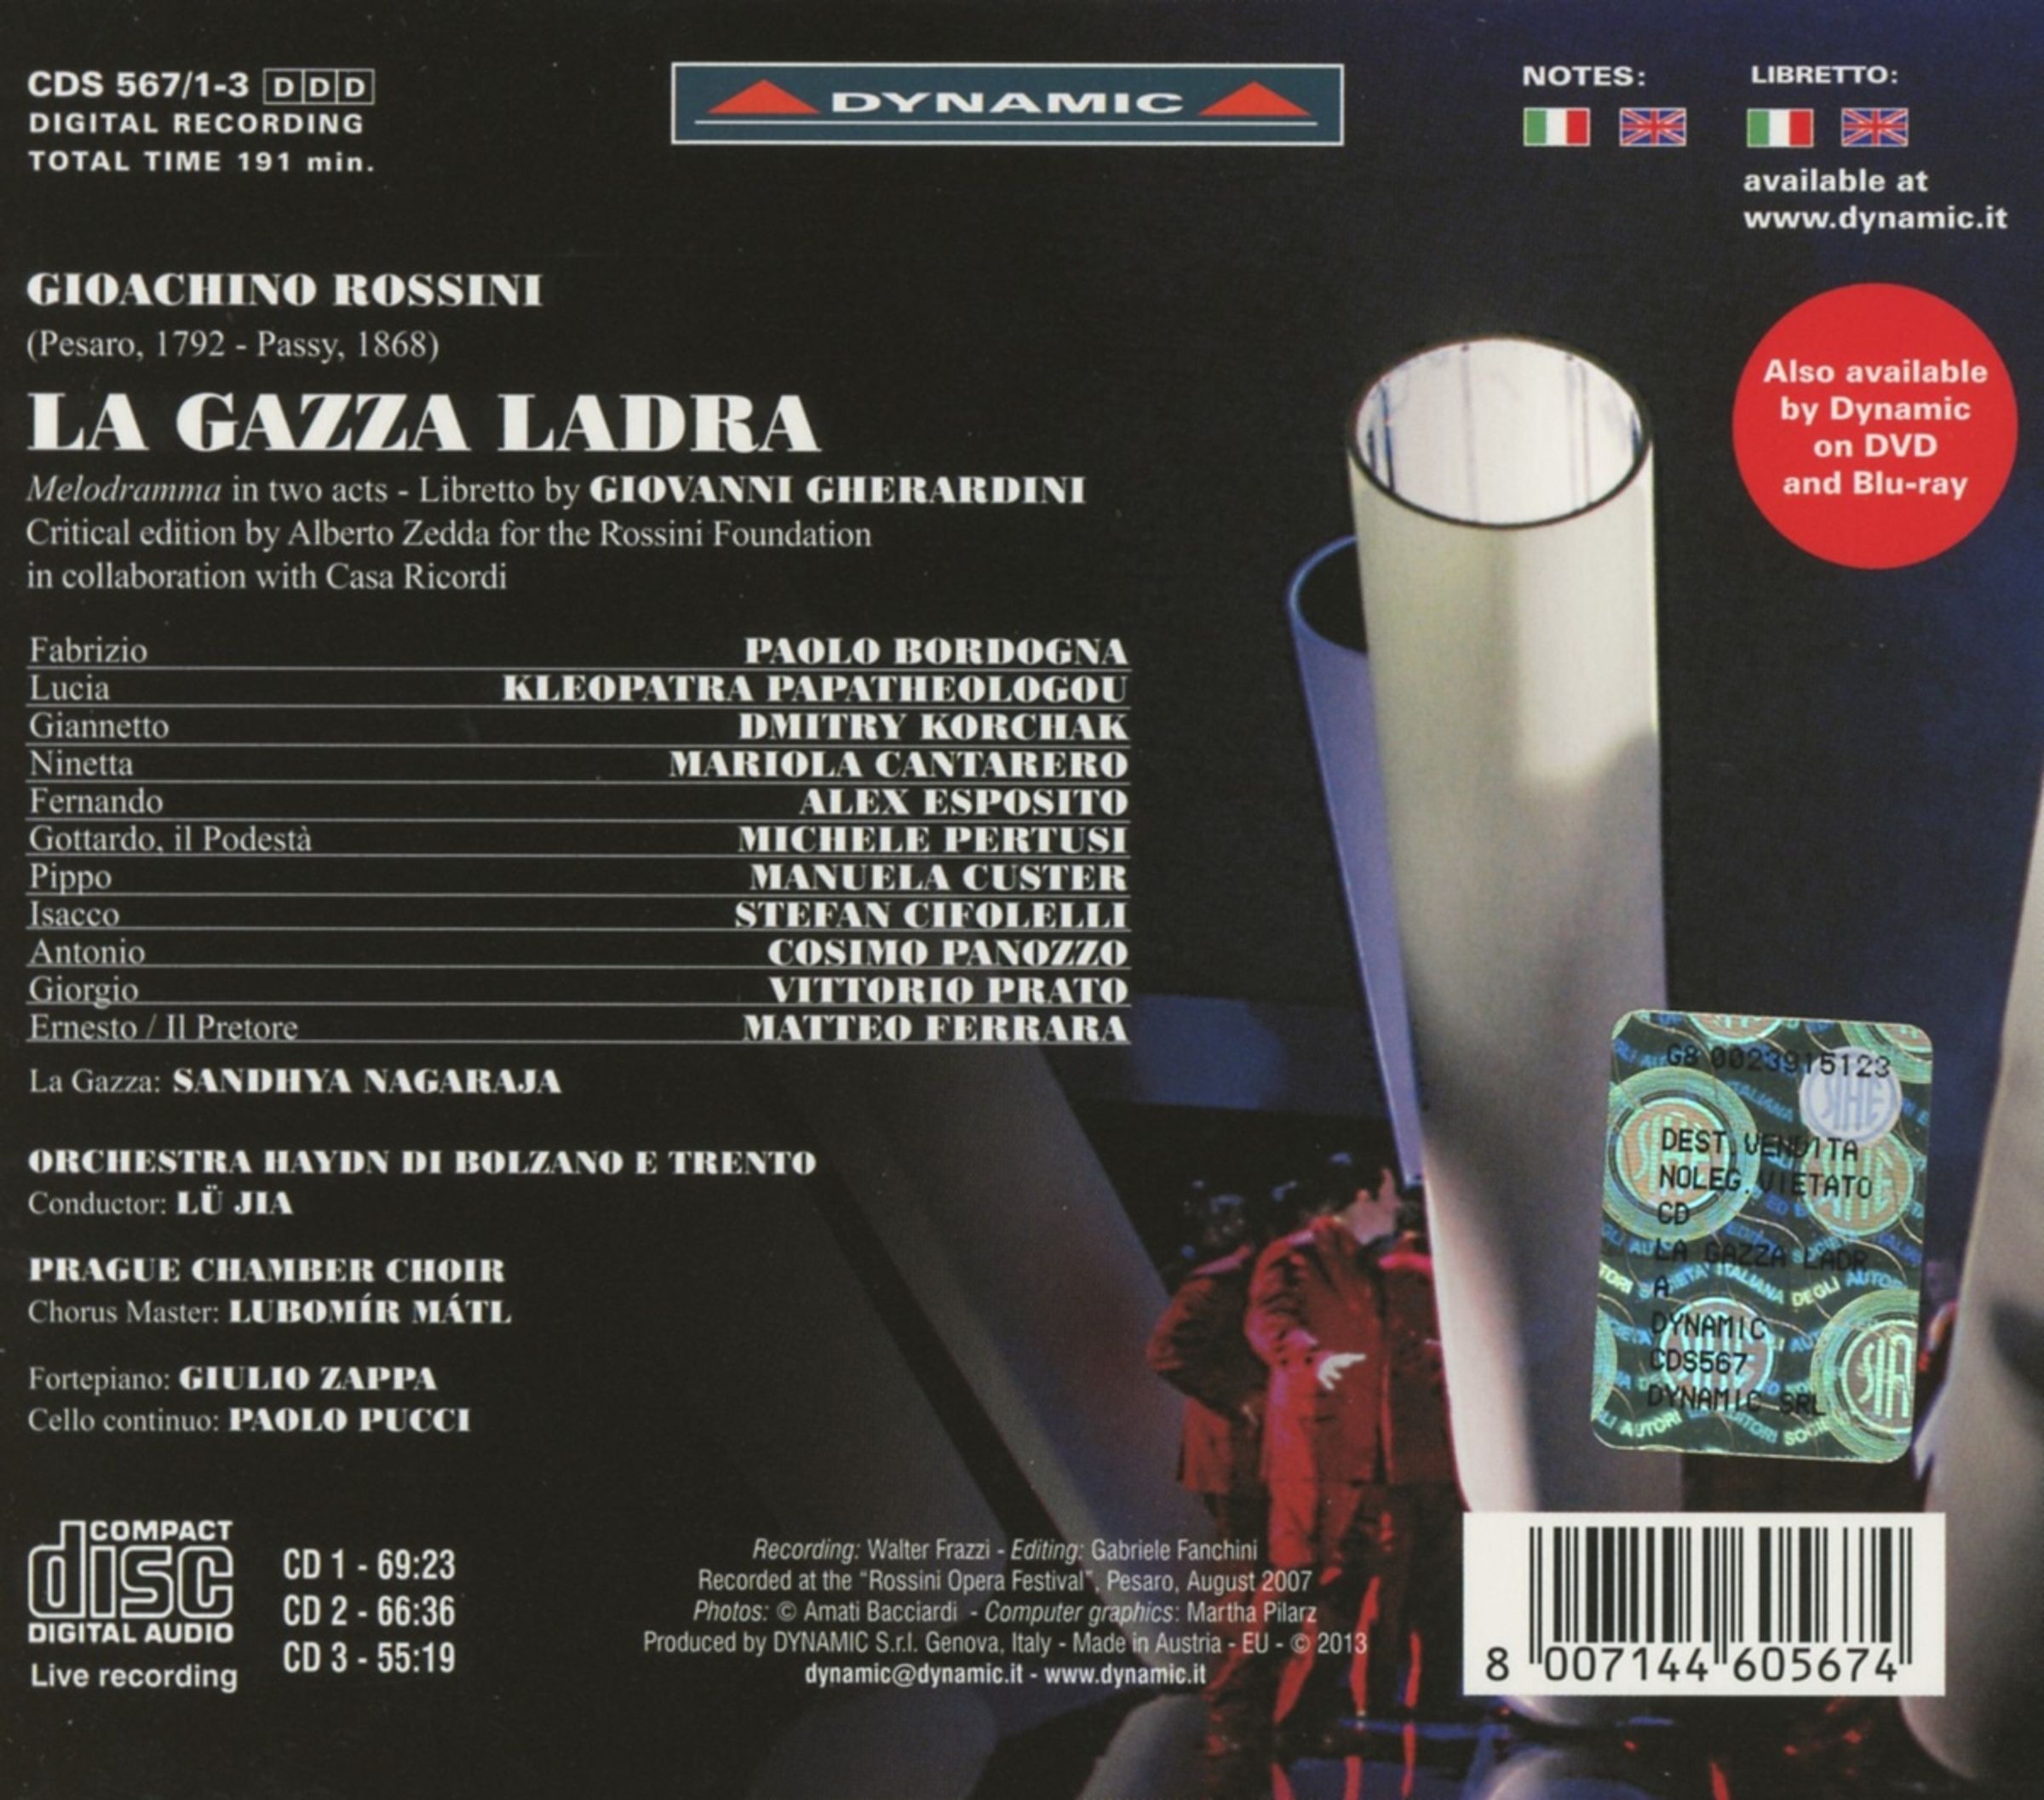 CDS 567/1-3 DDD
DIGITAL RECORDING
TOTAL TIME 191 min.
DYNAMIC
NOTES:
LIBRETTO:
available at
www.dynamic.it
Also available
by Dynamic
on DVD
and Blu-ray
GIOACHINO ROSSINI
(Pesaro, 1792 - Passy, 1868)
LA GAZZA LADRA
Melodramma in two acts - Libretto by GIOVANNI GHERARDINI
Critical edition by Alberto Zedda for the Rossini Foundation
in collaboration with Casa Ricordi
Fabrizio PAOLO BORDOGNA
Lucia KLEOPATRA PAPATHEOLOGOU
Giannetto DMITRY KORCHAK
Ninetta MARIOLA CANTARERO
Fernando ALEX ESPOSITO
Gottardo, il Podestà MICHELE PERTUSI
Pippo MANUELA CUSTER
Isacco STEFAN CIFOLELLI
Antonio COSIMO PANOZZO
Giorgio VITTORIO PRATO
Ernesto / Il Pretore MATTEO FERRARA
La Gazza: SANDHYA NAGARAJA
ORCHESTRA HAYDN DI BOLZANO E TRENTO
Conductor: LÜ JIA
PRAGUE CHAMBER CHOIR
Chorus Master: LUBOMÍR MÁTL
Fortepiano: GIULIO ZAPPA
Cello continuo: PAOLO PUCCI
G8 0023915123
DEST.VENDITA
NOLEG.VIETATO
CD
LA GAZZA LADR
A
DYNAMIC
CDS567
DYNAMIC SRL
COMPACT
disc
DIGITAL AUDIO
Live recording
CD 1 - 69:23
CD 2 - 66:36
CD 3 - 55:19
Recording: Walter Frazzi - Editing: Gabriele Fanchini
Recorded at the “Rossini Opera Festival”, Pesaro, August 2007
Photos: © Amati Bacciardi - Computer graphics: Martha Pilarz
Produced by DYNAMIC S.r.l. Genova, Italy - Made in Austria - EU - © 2013
dynamic@dynamic.it - www.dynamic.it
8 007144 605674